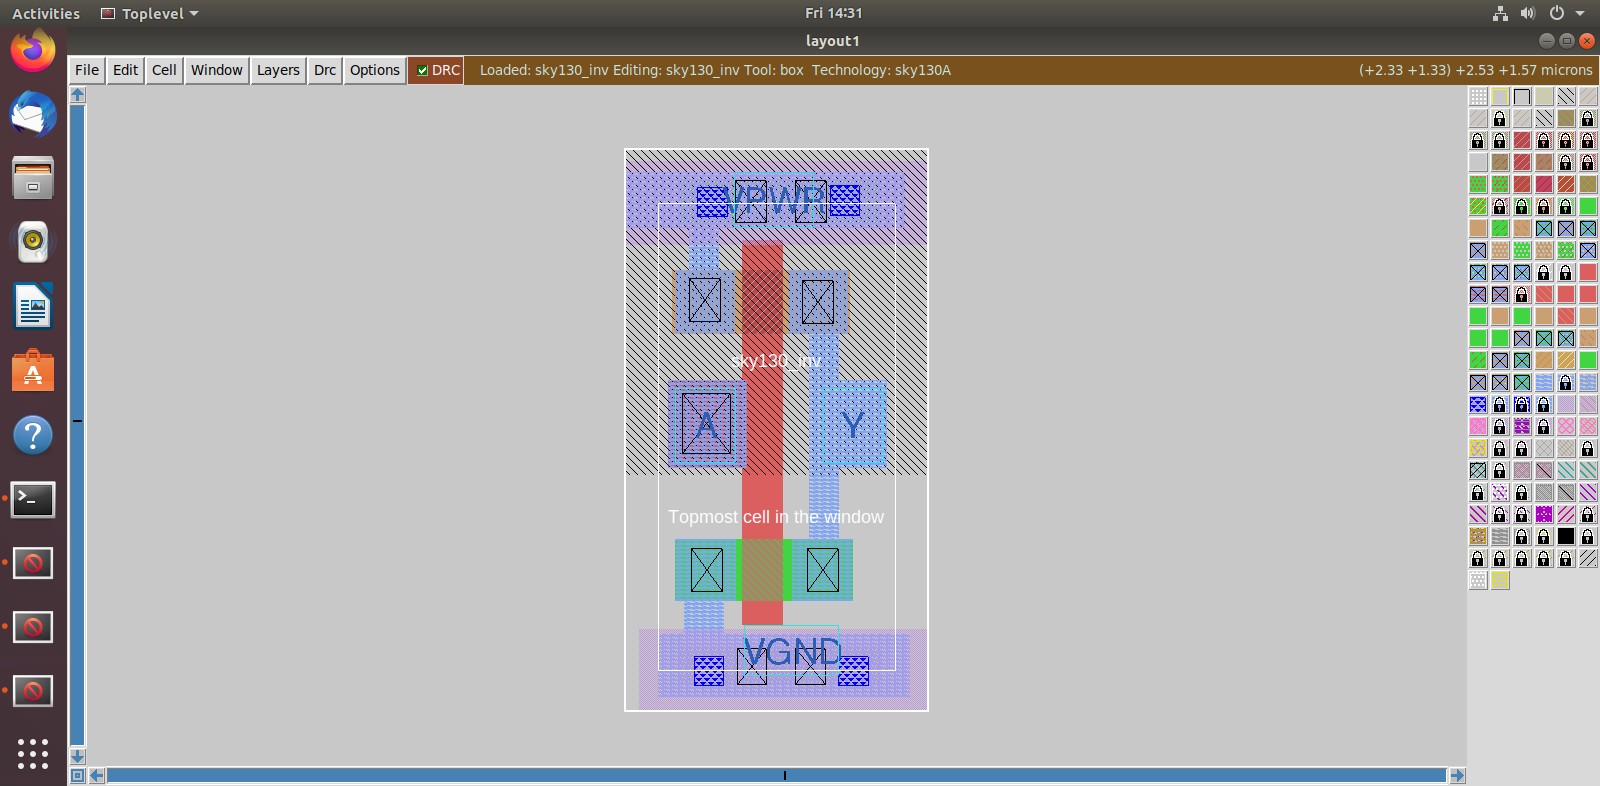 Activities Toplevel Fri 14:31
layout1
File Edit Cell Window Layers Drc Options DRC Loaded: sky130_inv Editing: sky130_inv Tool: box Technology: sky130A (+2.33 +1.33) +2.53 +1.57 microns
VPWR
sky130_inv
A Y
Topmost cell in the window
VGND